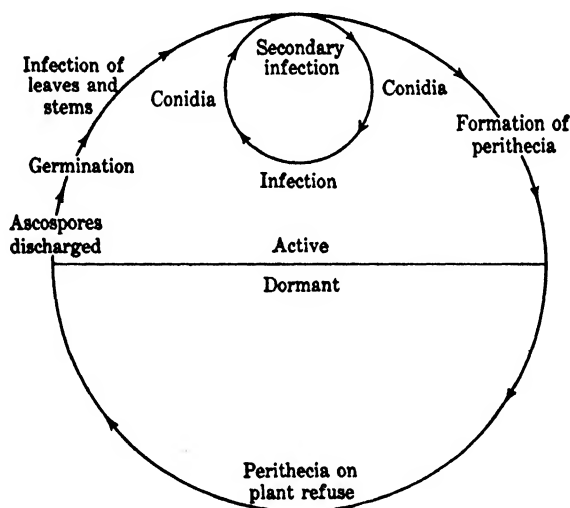 Secondary
infection
Infection of
leaves and
stems
Conidia
Conidia
Formation of
perithecia
Germination
Infection
Ascospores
discharged
Active
Dormant
Perithecia on
plant refuse